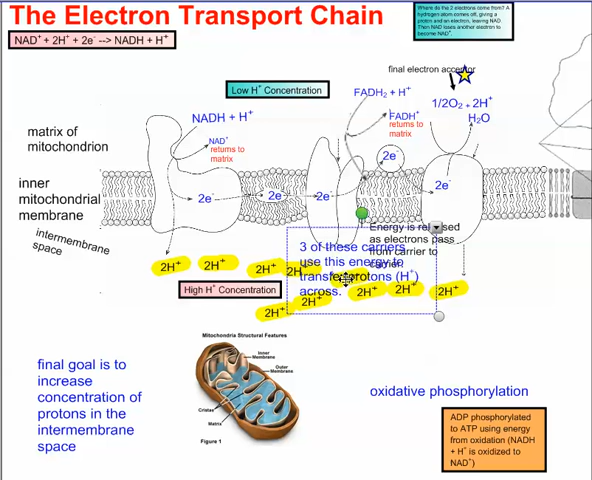 The Electron Transport Chain
NAD⁺ + 2H⁺ + 2e⁻ --> NADH + H⁺
Where do the 2 electrons come from? A
hydrogen atom comes off, giving a
proton and an electron, leaving NAD.
Then NAD loses another electron to
become NAD⁺.
final electron acceptor
Low H⁺ Concentration
FADH₂ + H⁺
1/2O₂ + 2H⁺
H₂O
NADH + H⁺
FADH⁺
returns to
matrix
matrix of
mitochondrion
NAD⁺
returns to
matrix
2e⁻
inner
mitochondrial
membrane
2e⁻
2e⁻
2e⁻
2e⁻
intermembrane
space
Energy is
as electrons pass
from carrier to
carrier.
3 of these carriers
use this energy to
transfer protons (H⁺)
across.
2H⁺
2H⁺
2H⁺
2H⁺
High H⁺ Concentration
2H⁺
2H⁺
2H⁺
2H⁺
2H⁺
Mitochondria Structural Features
Inner
Membrane
Outer
Membrane
Cristae
Matrix
Figure 1
final goal is to
increase
concentration of
protons in the
intermembrane
space
oxidative phosphorylation
ADP phosphorylated
to ATP using energy
from oxidation (NADH
+ H⁺ is oxidized to
NAD⁺)